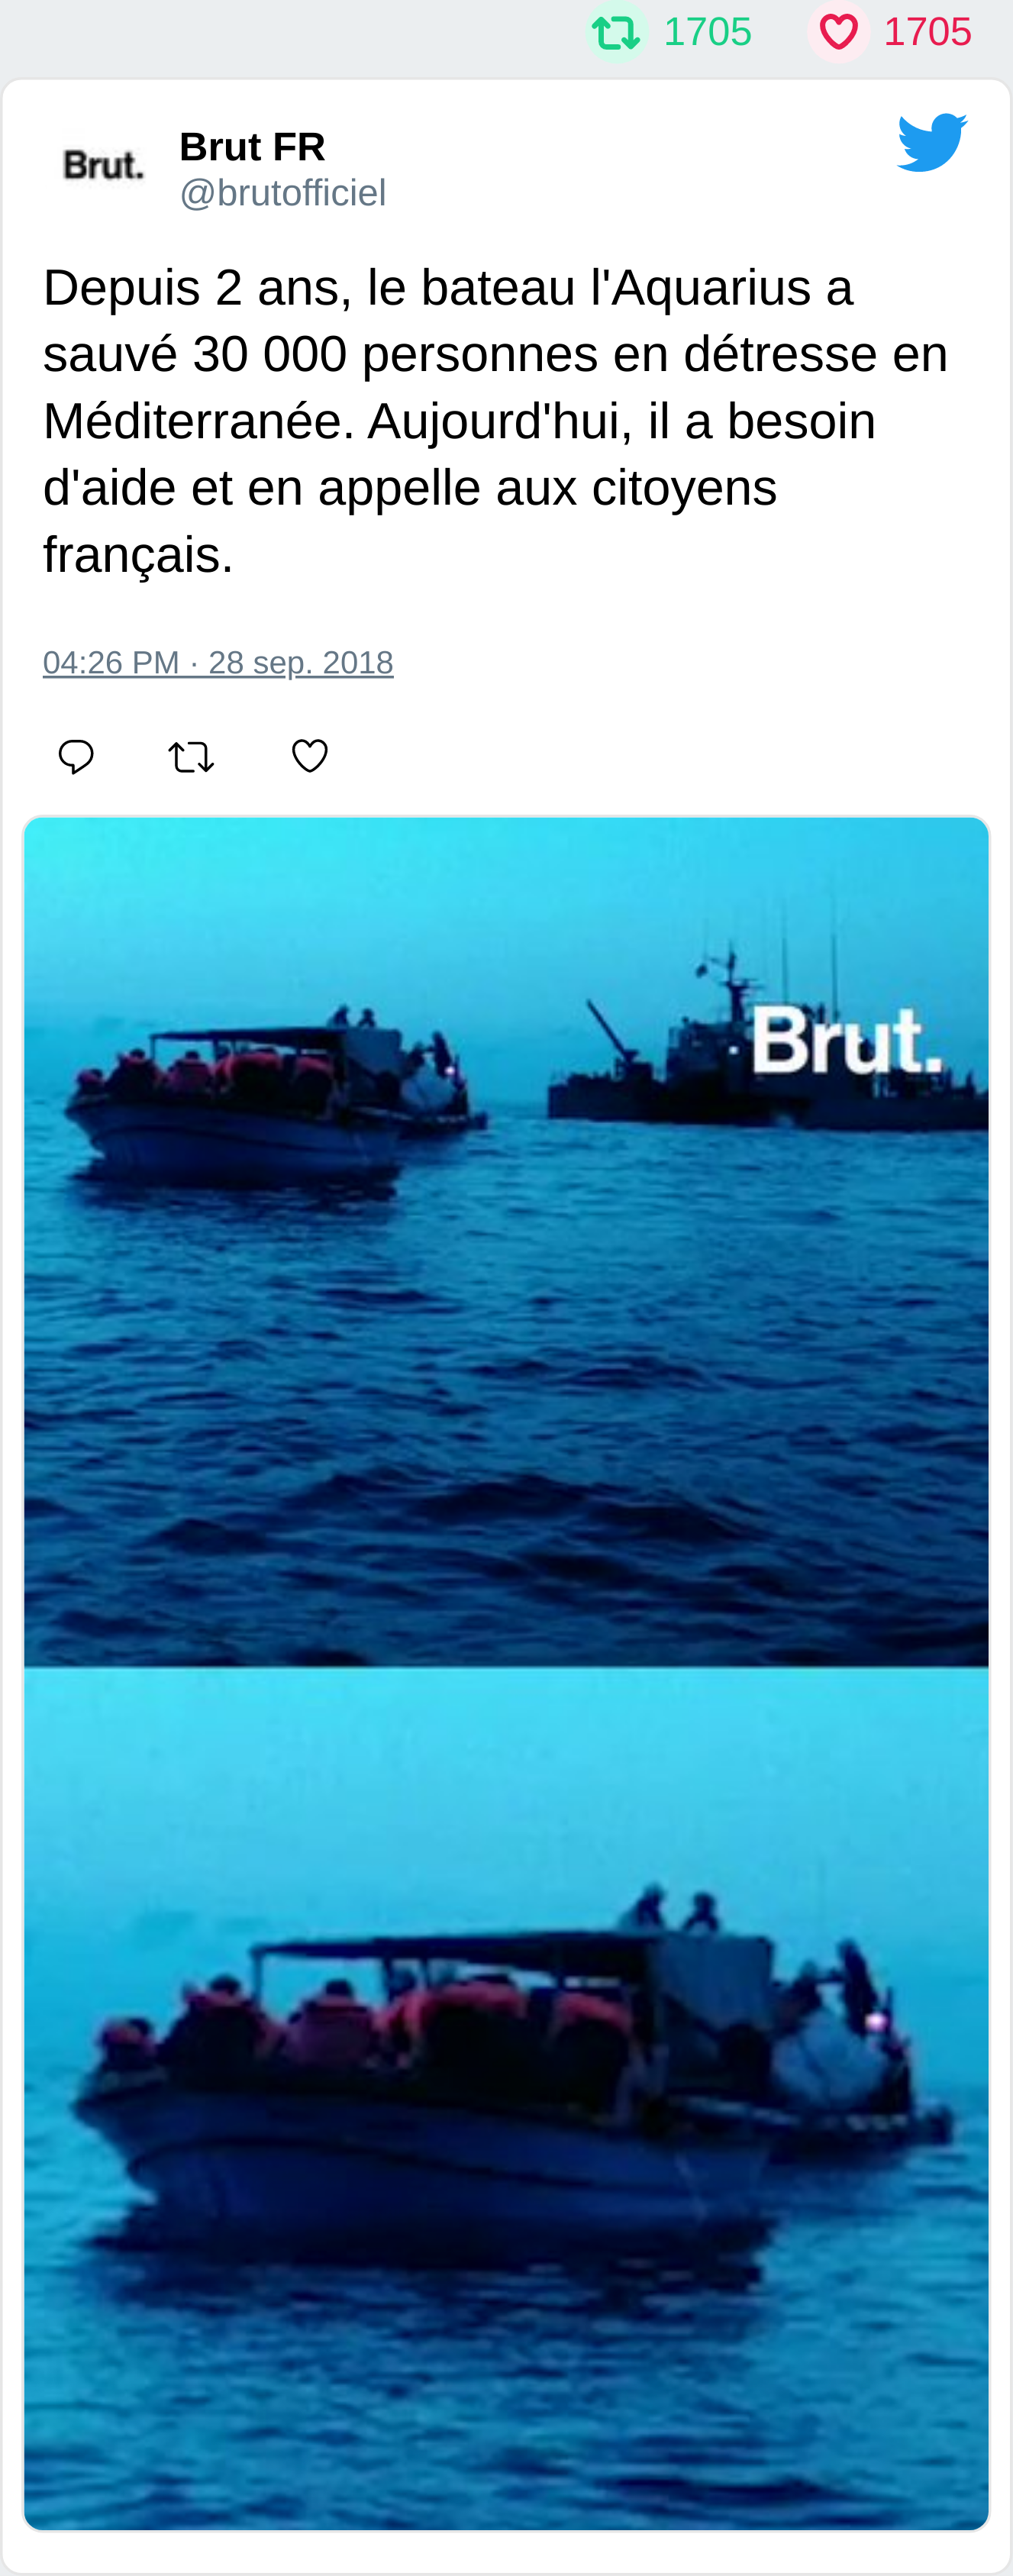 1705 1705
Brut. Brut FR
@brutofficiel
Depuis 2 ans, le bateau l'Aquarius a
sauvé 30 000 personnes en détresse en
Méditerranée. Aujourd'hui, il a besoin
d'aide et en appelle aux citoyens
français.
04:26 PM · 28 sep. 2018
Brut.